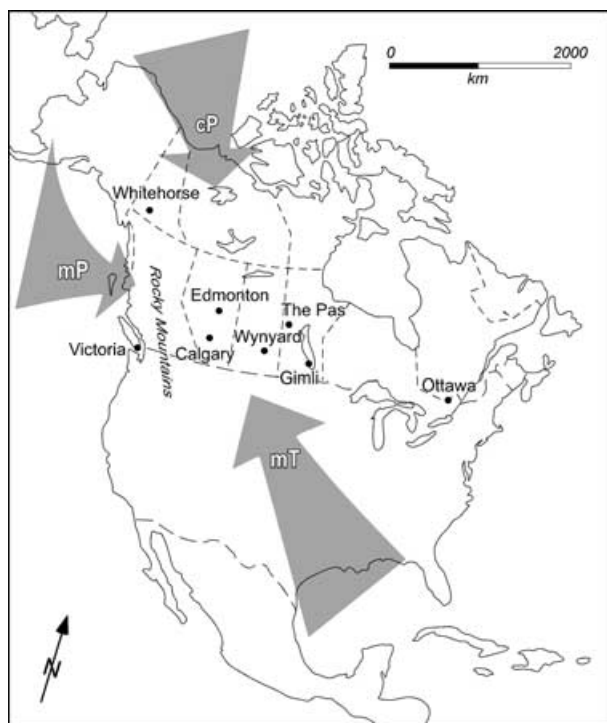 0 2000
km
cP
Whitehorse
mP
Rocky Mountains
Edmonton
The Pas
Wynyard
Victoria
Calgary
Gimli
Ottawa
mT
N